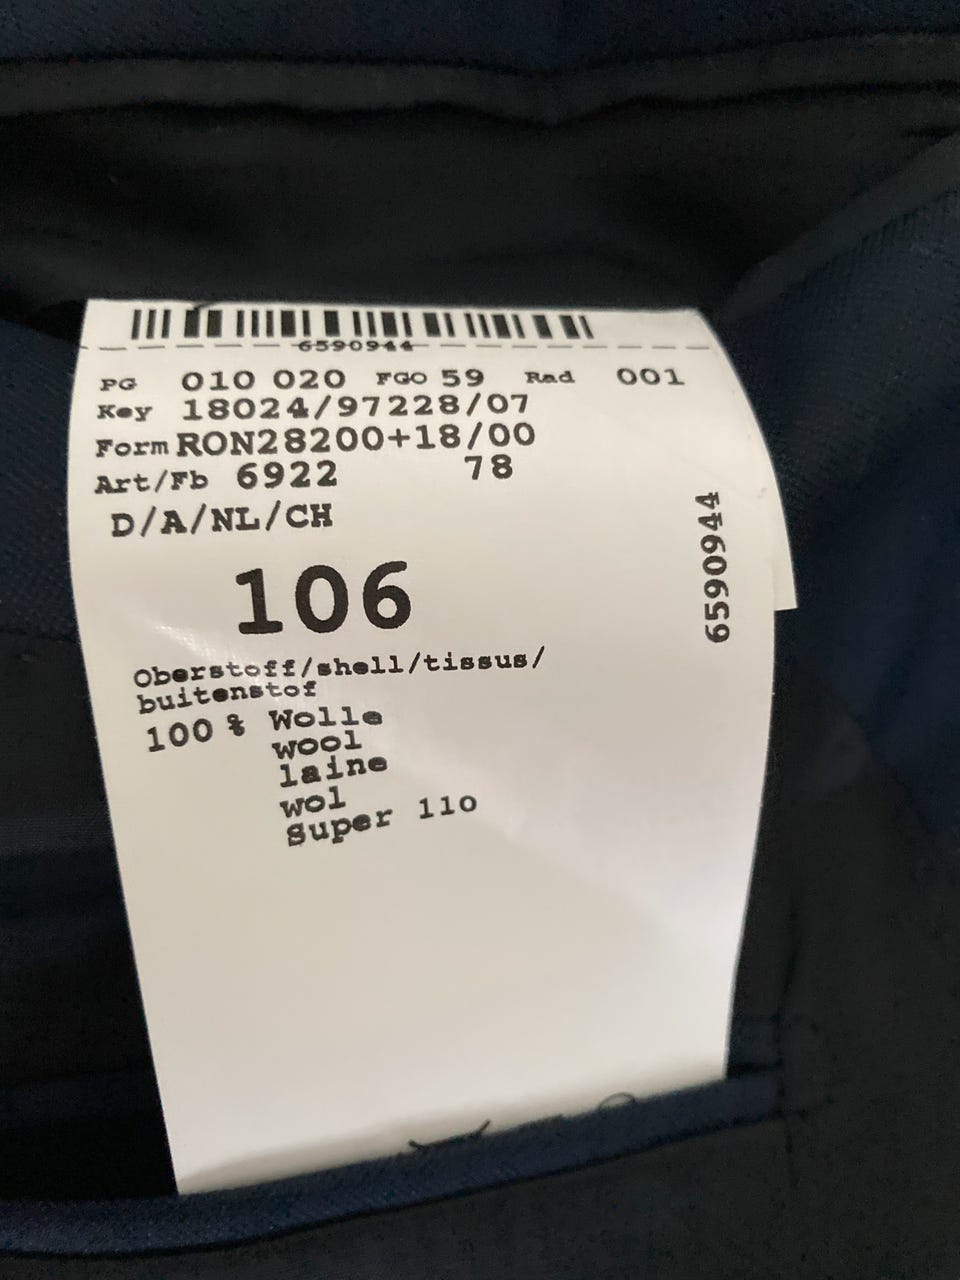 6590944
PG 010 020 FGO 59 Rad 001
Key 18024/97228/07
Form RON28200+18/00
Art/Fb 6922 78
D/A/NL/CH
106
Oberstoff/shell/tissus/
buitenstof
100 % Wolle
wool
laine
wol
Super 110
6590944